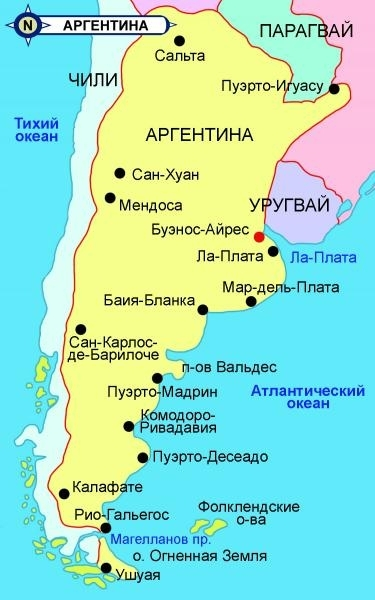 N АРГЕНТИНА
ПАРАГВАЙ
Сальта
ЧИЛИ
Пуэрто-Игуасу
Тихий
океан
АРГЕНТИНА
Сан-Хуан
Мендоса
УРУГВАЙ
Буэнос-Айрес
Ла-Плата
Ла-Плата
Мар-дель-Плата
Баия-Бланка
Сан-Карлос-
де-Барилоче
п-ов Вальдес
Пуэрто-Мадрин
Атлантический
океан
Комодоро-
Ривадавия
Пуэрто-Десеадо
Калафате
Рио-Гальегос
Фолклендские
о-ва
Магелланов пр.
о. Огненная Земля
Ушуая